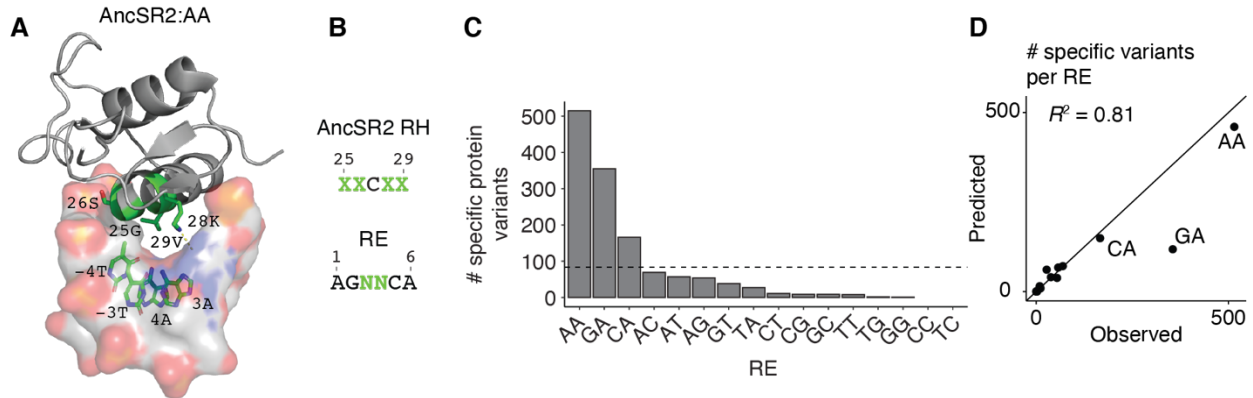 A
AncSR2:AA
26S
25G
28K
29V
−4T
−3T
4A
3A
B
AncSR2 RH
25 29
XXCXX
RE
1 6
AGNNCA
C
# specific protein
variants
500
400
300
200
100
0
AA GA CA AC AT AG GT TA CT CG GC TT TG GG CC TC
RE
D
# specific variants
per RE
R² = 0.81
500
AA
GA
CA
Predicted
0
0 500
Observed